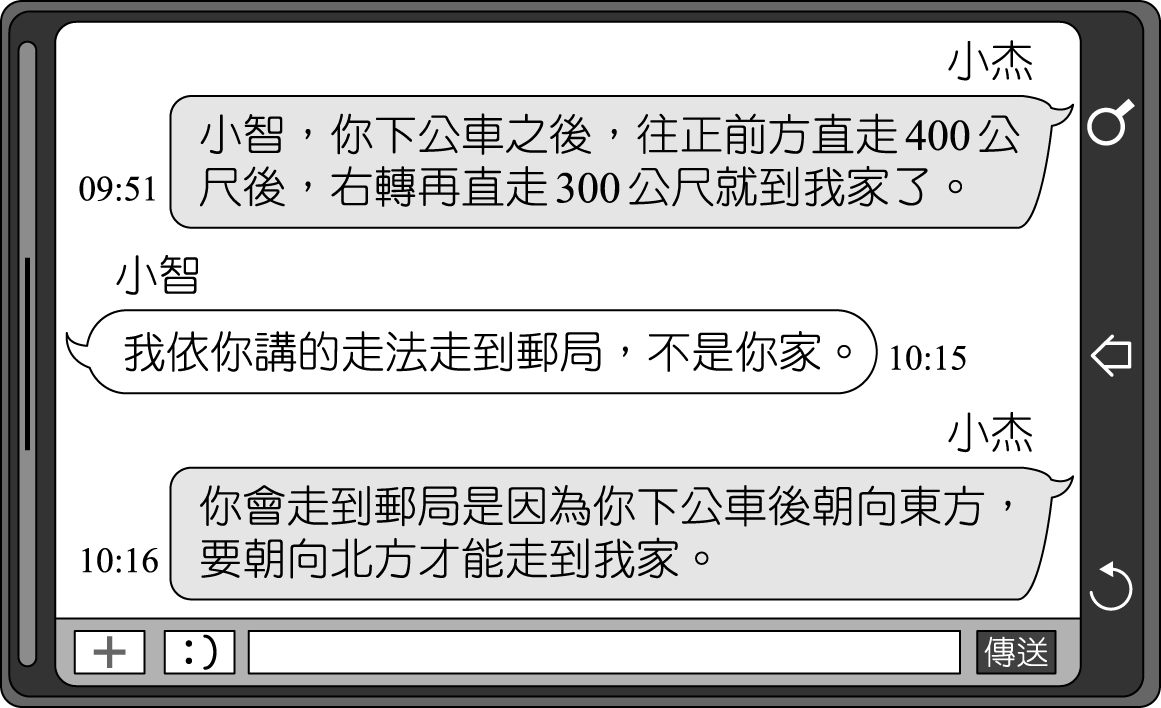 小杰
小智，你下公車之後，往正前方直走400公
尺後，右轉再直走300公尺就到我家了。
09:51
小智
我依你講的走法走到郵局，不是你家。
10:15
小杰
你會走到郵局是因為你下公車後朝向東方，
要朝向北方才能走到我家。
10:16
+ :) 傳送